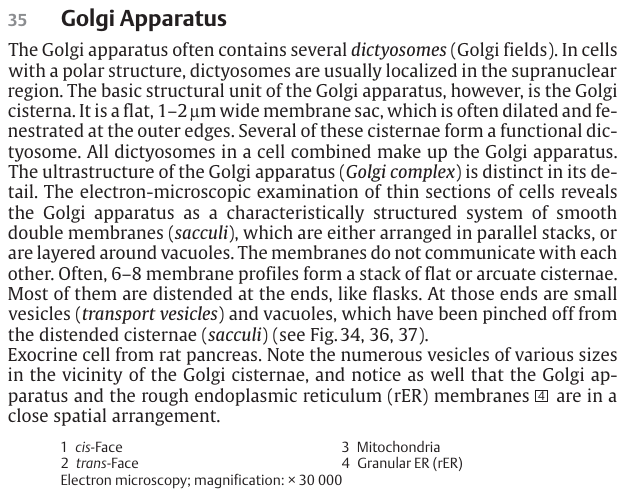 35 Golgi Apparatus
The Golgi apparatus often contains several dictyosomes (Golgi fields). In cells
with a polar structure, dictyosomes are usually localized in the supranuclear
region. The basic structural unit of the Golgi apparatus, however, is the Golgi
cisterna. It is a flat, 1–2 μm wide membrane sac, which is often dilated and fe-
nestrated at the outer edges. Several of these cisternae form a functional dic-
tyosome. All dictyosomes in a cell combined make up the Golgi apparatus.
The ultrastructure of the Golgi apparatus (Golgi complex) is distinct in its de-
tail. The electron-microscopic examination of thin sections of cells reveals
the Golgi apparatus as a characteristically structured system of smooth
double membranes (sacculi), which are either arranged in parallel stacks, or
are layered around vacuoles. The membranes do not communicate with each
other. Often, 6–8 membrane profiles form a stack of flat or arcuate cisternae.
Most of them are distended at the ends, like flasks. At those ends are small
vesicles (transport vesicles) and vacuoles, which have been pinched off from
the distended cisternae (sacculi) (see Fig. 34, 36, 37).
Exocrine cell from rat pancreas. Note the numerous vesicles of various sizes
in the vicinity of the Golgi cisternae, and notice as well that the Golgi ap-
paratus and the rough endoplasmic reticulum (rER) membranes 4 are in a
close spatial arrangement.
1 cis-Face
2 trans-Face
3 Mitochondria
4 Granular ER (rER)
Electron microscopy; magnification: × 30 000